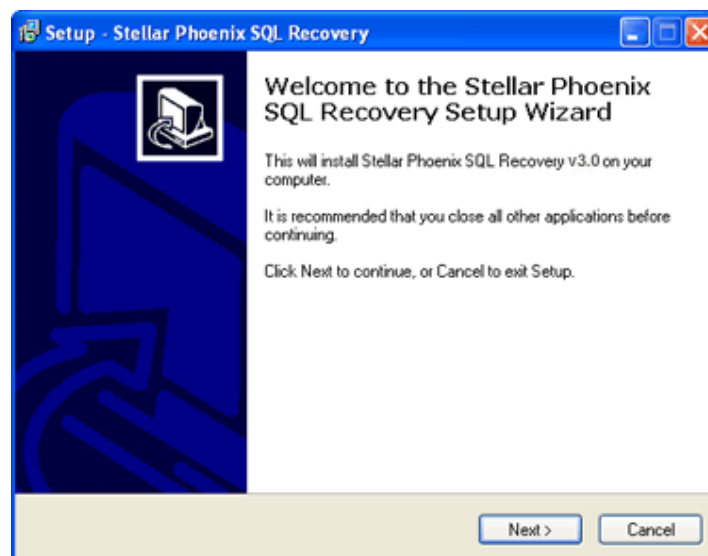 Setup - Stellar Phoenix SQL Recovery
Welcome to the Stellar Phoenix
SQL Recovery Setup Wizard
This will install Stellar Phoenix SQL Recovery v3.0 on your
computer.
It is recommended that you close all other applications before
continuing.
Click Next to continue, or Cancel to exit Setup.
Next >
Cancel